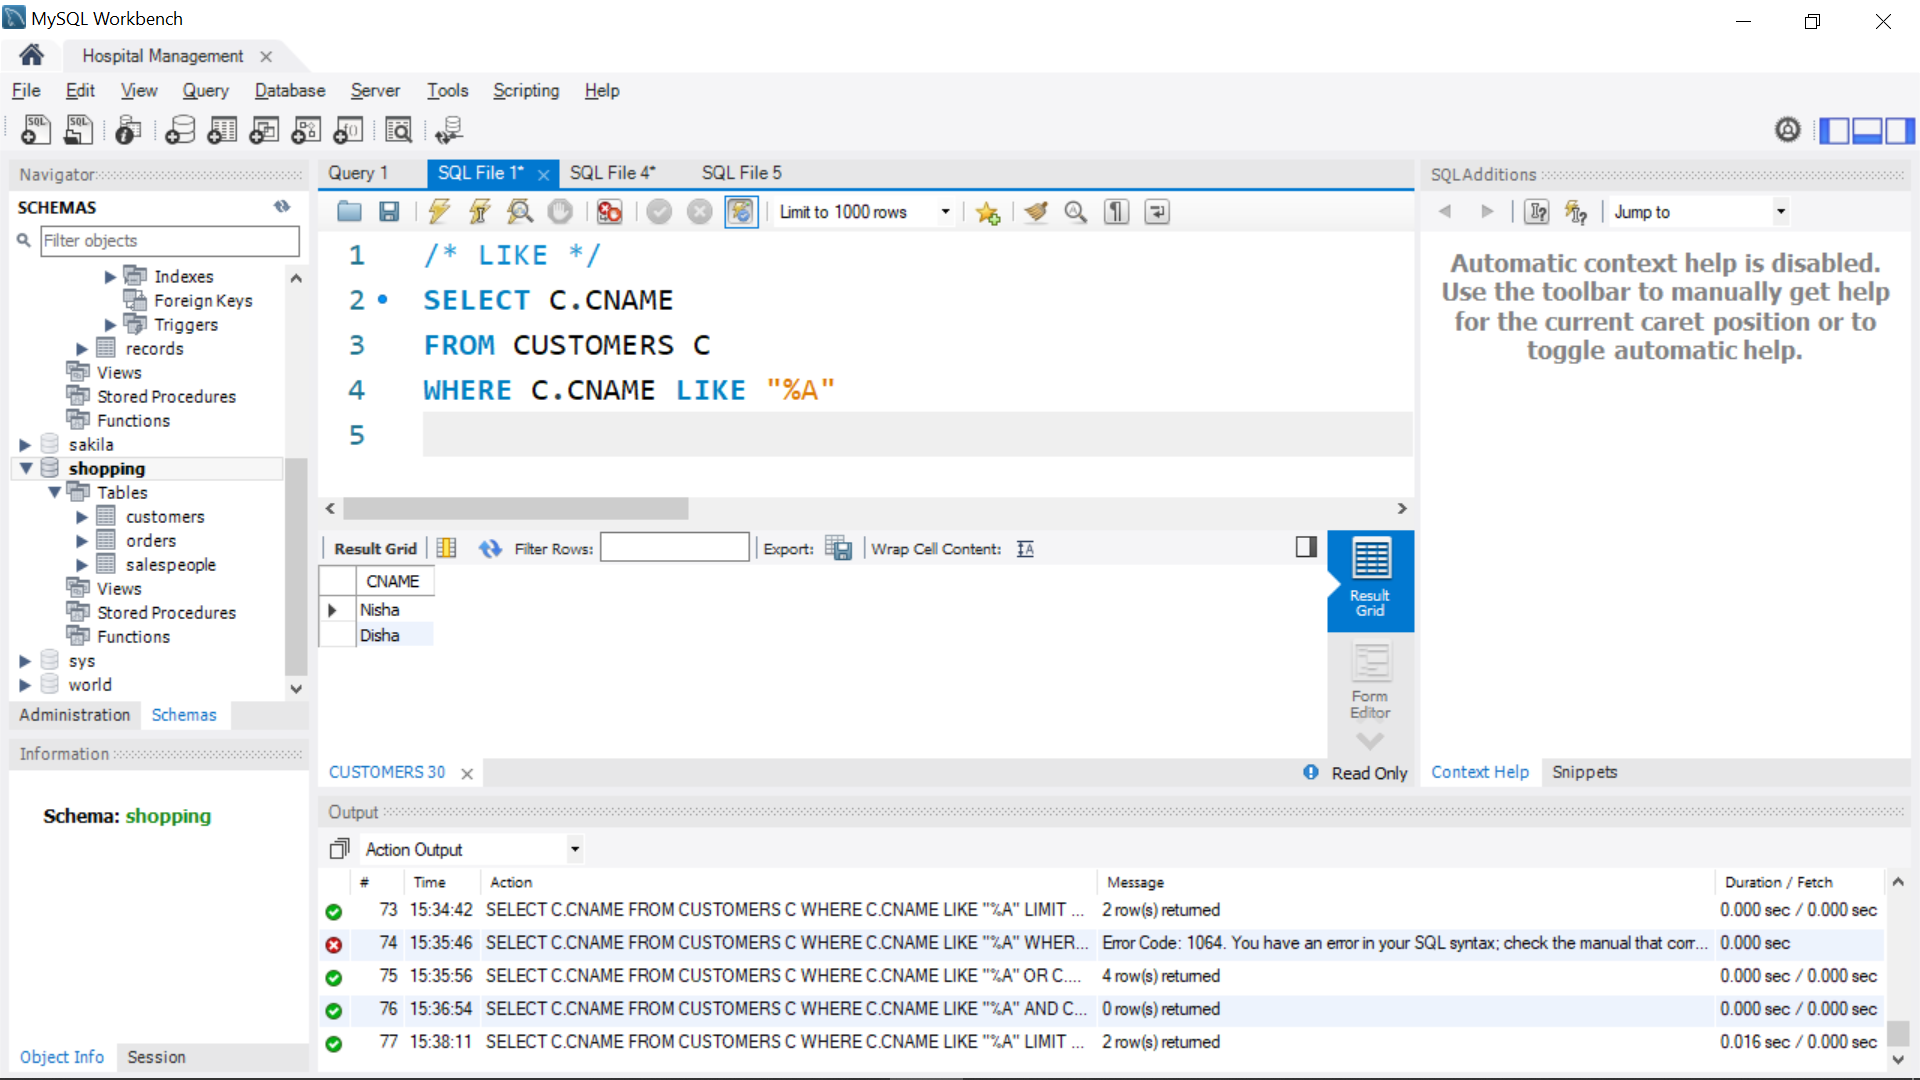 MySQL Workbench
Hospital Management
File Edit View Query Database Server Tools Scripting Help
Navigator
SCHEMAS
Filter objects
Indexes
Foreign Keys
Triggers
records
Views
Stored Procedures
Functions
sakila
shopping
Tables
customers
orders
salespeople
Views
Stored Procedures
Functions
sys
world
Administration Schemas
Information
Schema: shopping
Object Info Session
Query 1 SQL File 1* SQL File 4* SQL File 5
Limit to 1000 rows
1 /* LIKE */
2 SELECT C.CNAME
3 FROM CUSTOMERS C
4 WHERE C.CNAME LIKE "%A"
5
Result Grid Filter Rows: Export: Wrap Cell Content:
CNAME
Nisha
Disha
Result Grid
Form Editor
CUSTOMERS 30 Read Only
SQLAdditions
Jump to
Automatic context help is disabled.
Use the toolbar to manually get help
for the current caret position or to
toggle automatic help.
Context Help Snippets
Output
Action Output
# Time Action Message Duration / Fetch
73 15:34:42 SELECT C.CNAME FROM CUSTOMERS C WHERE C.CNAME LIKE "%A" LIMIT ... 2 row(s) returned 0.000 sec / 0.000 sec
74 15:35:46 SELECT C.CNAME FROM CUSTOMERS C WHERE C.CNAME LIKE "%A" WHER... Error Code: 1064. You have an error in your SQL syntax; check the manual that corr... 0.000 sec
75 15:35:56 SELECT C.CNAME FROM CUSTOMERS C WHERE C.CNAME LIKE "%A" OR C.... 4 row(s) returned 0.000 sec / 0.000 sec
76 15:36:54 SELECT C.CNAME FROM CUSTOMERS C WHERE C.CNAME LIKE "%A" AND C... 0 row(s) returned 0.000 sec / 0.000 sec
77 15:38:11 SELECT C.CNAME FROM CUSTOMERS C WHERE C.CNAME LIKE "%A" LIMIT ... 2 row(s) returned 0.016 sec / 0.000 sec